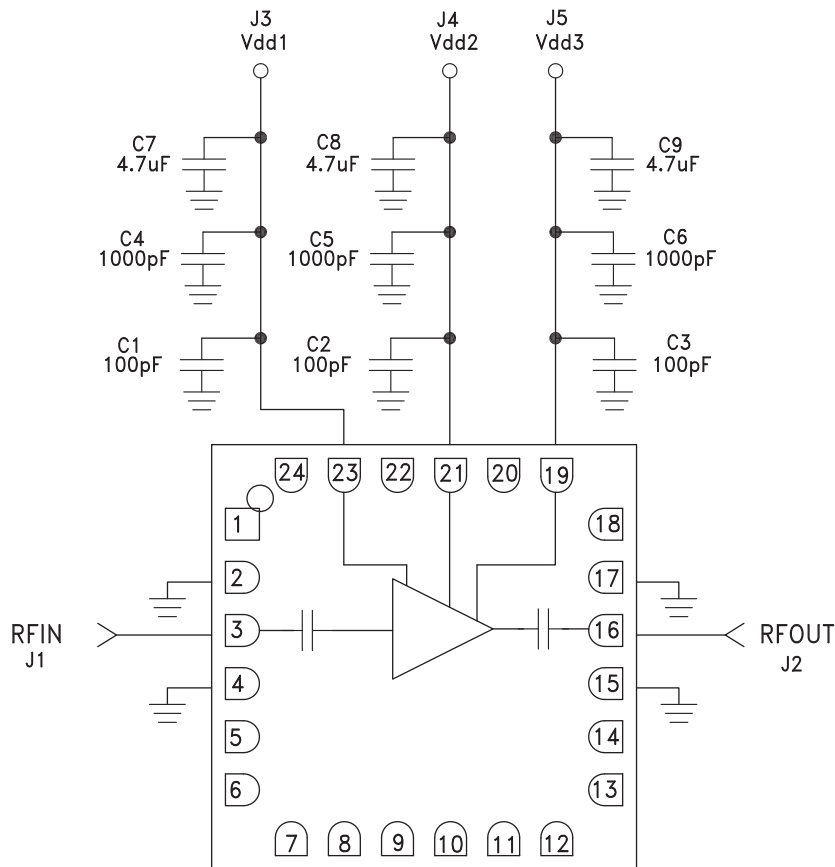 J3
Vdd1
J4
Vdd2
J5
Vdd3
C7
4.7uF
C8
4.7uF
C9
4.7uF
C4
1000pF
C5
1000pF
C6
1000pF
C1
100pF
C2
100pF
C3
100pF
24 23 22 21 20 19
1
18
2
17
RFIN
J1
3
16
RFOUT
J2
4
15
5
14
6
13
7 8 9 10 11 12